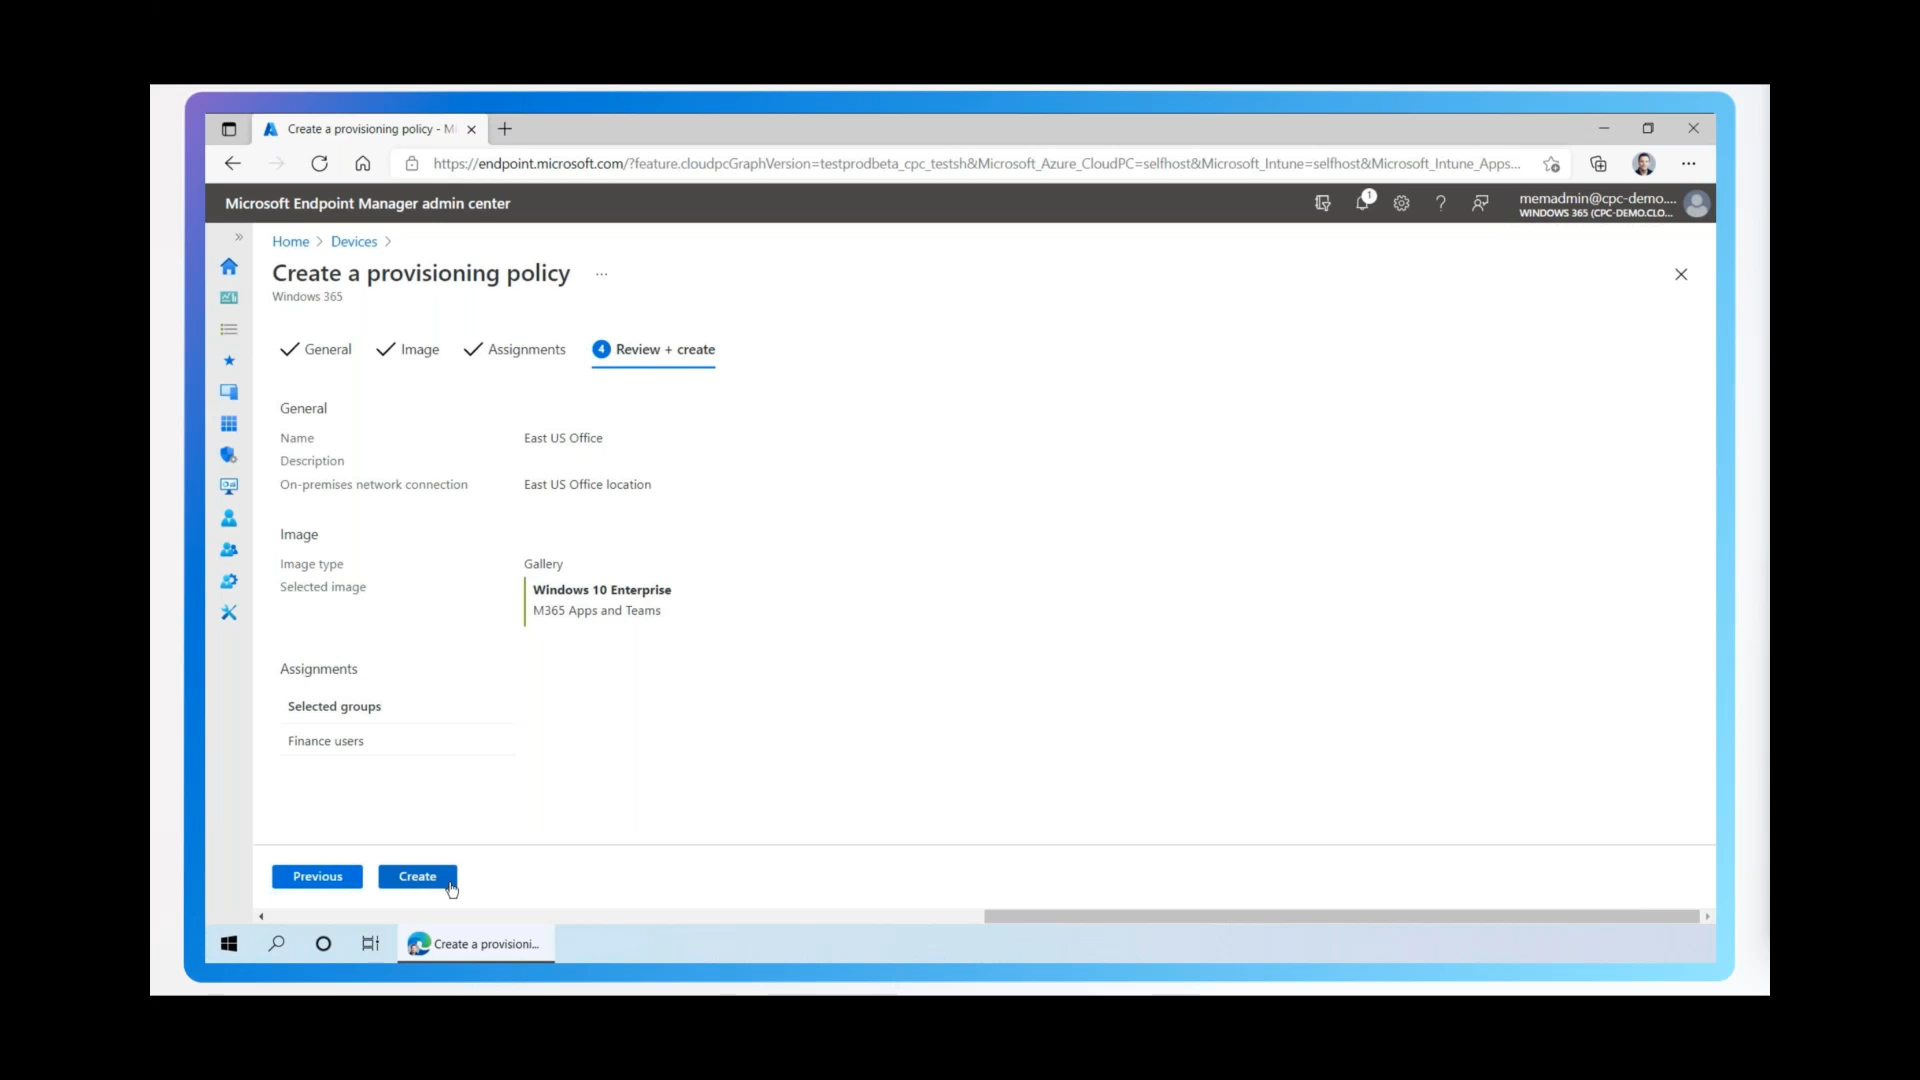 Create a provisioning policy - Mi
https://endpoint.microsoft.com/?feature.cloudpcGraphVersion=testprodbeta_cpc_testsh&Microsoft_Azure_CloudPC=selfhost&Microsoft_Intune=selfhost&Microsoft_Intune_Apps...
Microsoft Endpoint Manager admin center
1
memadmin@cpc-demo....
WINDOWS 365 (CPC-DEMO.CLO...
Home > Devices >
Create a provisioning policy ...
Windows 365
General Image Assignments 4 Review + create
General
Name East US Office
Description
On-premises network connection East US Office location
Image
Image type Gallery
Selected image Windows 10 Enterprise
M365 Apps and Teams
Assignments
Selected groups
Finance users
Previous Create
Create a provisioni...